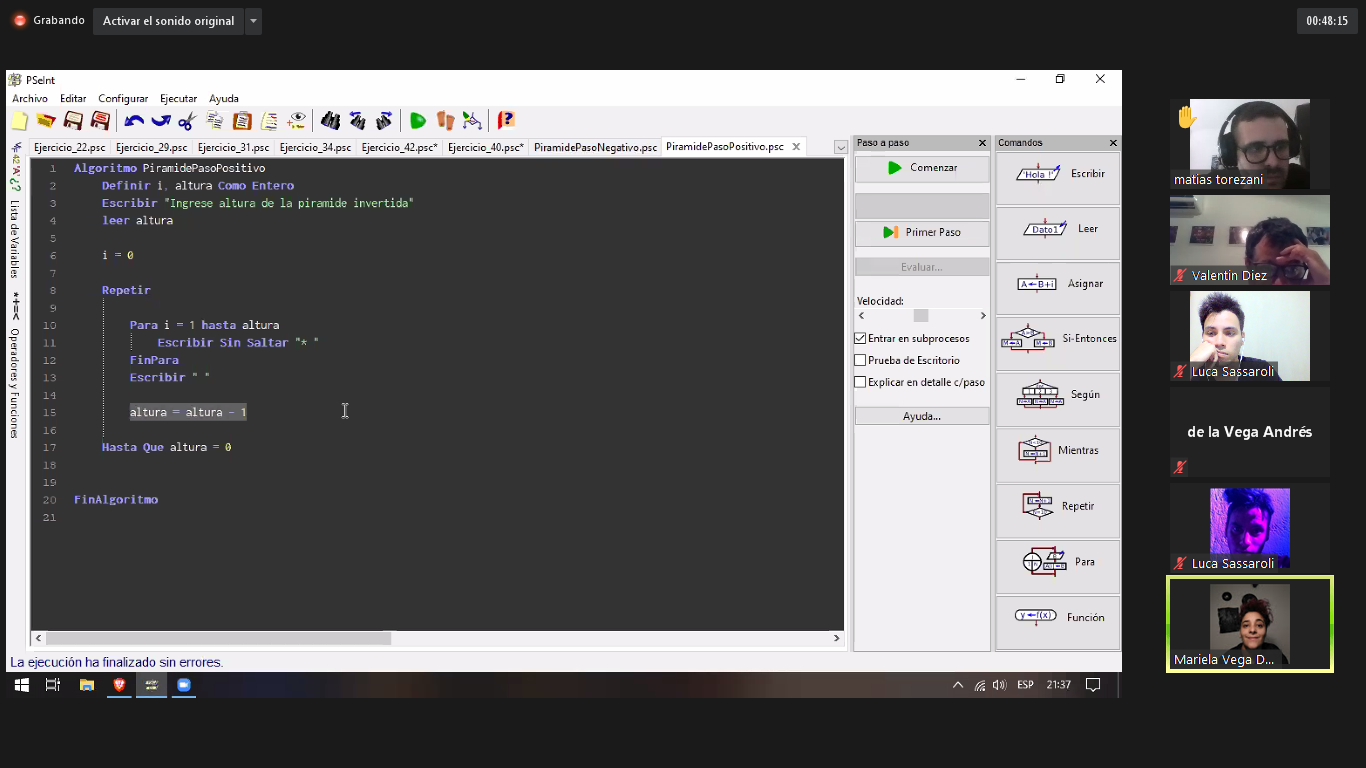 Grabando
Activar el sonido original
00:48:15
PSeInt
Archivo Editar Configurar Ejecutar Ayuda
Ejercicio_22.psc Ejercicio_29.psc Ejercicio_31.psc Ejercicio_34.psc Ejercicio_42.psc* Ejercicio_40.psc* PiramidePasoNegativo.psc PiramidePasoPositivo.psc
Lista de Variables
Operadores y Funciones
1 Algoritmo PiramidePasoPositivo
2 Definir i, altura Como Entero
3 Escribir "Ingrese altura de la piramide invertida"
4 leer altura
5
6 i = 0
7
8 Repetir
9
10 Para i = 1 hasta altura
11 Escribir Sin Saltar "* "
12 FinPara
13 Escribir " "
14
15 altura = altura - 1
16
17 Hasta Que altura = 0
18
19
20 FinAlgoritmo
21
Paso a paso
Comenzar
Primer Paso
Evaluar...
Velocidad:
Entrar en subprocesos
Prueba de Escritorio
Explicar en detalle c/paso
Ayuda...
Comandos
'Hola !' Escribir
Dato1 Leer
A←B+i Asignar
Si-Entonces
Según
Mientras
Repetir
Para
y←f(x) Función
La ejecución ha finalizado sin errores.
ESP 21:37
matias torezani
Valentin Diez
Luca Sassaroli
de la Vega Andrés
Luca Sassaroli
Mariela Vega D...